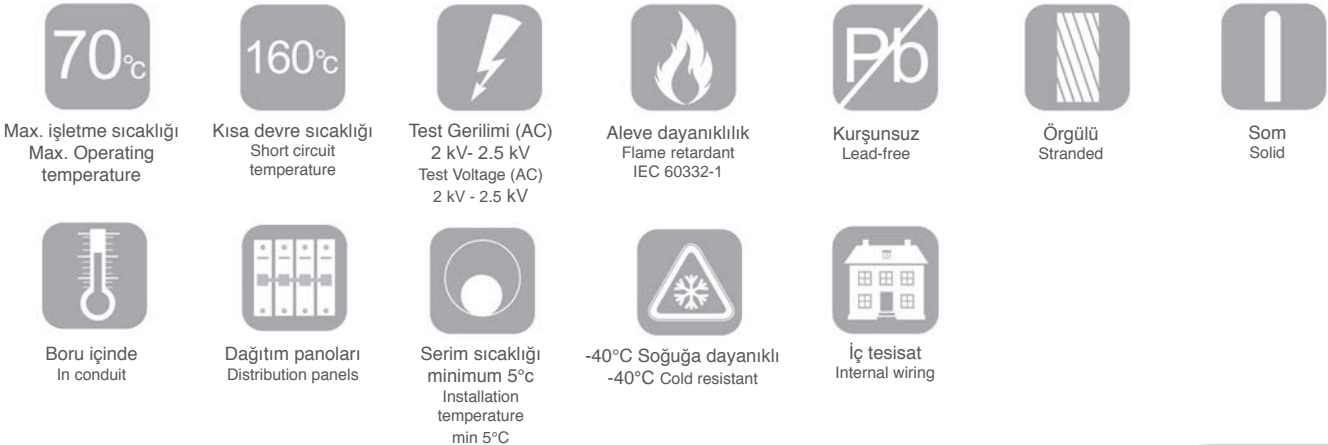 70°C
Max. işletme sıcaklığı
Max. Operating
temperature
160°C
Kısa devre sıcaklığı
Short circuit
temperature
Test Gerilimi (AC)
2 kV- 2.5 kV
Test Voltage (AC)
2 kV - 2.5 kV
Aleve dayanıklılık
Flame retardant
IEC 60332-1
Pb
Kurşunsuz
Lead-free
Örgülü
Stranded
Som
Solid
Boru içinde
In conduit
Dağıtım panoları
Distribution panels
Serim sıcaklığı
minimum 5°c
Installation
temperature
min 5°C
-40°C Soğuğa dayanıklı
-40°C Cold resistant
İç tesisat
Internal wiring